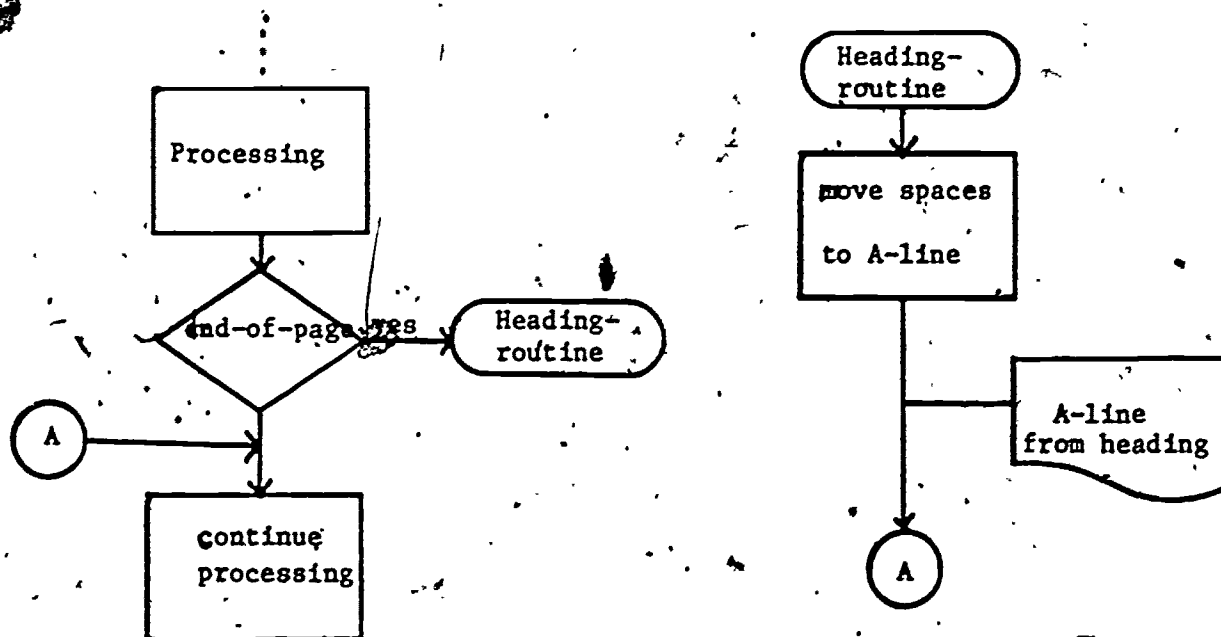 Processing
end-of-page yes
Heading-
routine
A
continue
processing
Heading-
routine
move spaces
to A-line
A-line
from heading
A